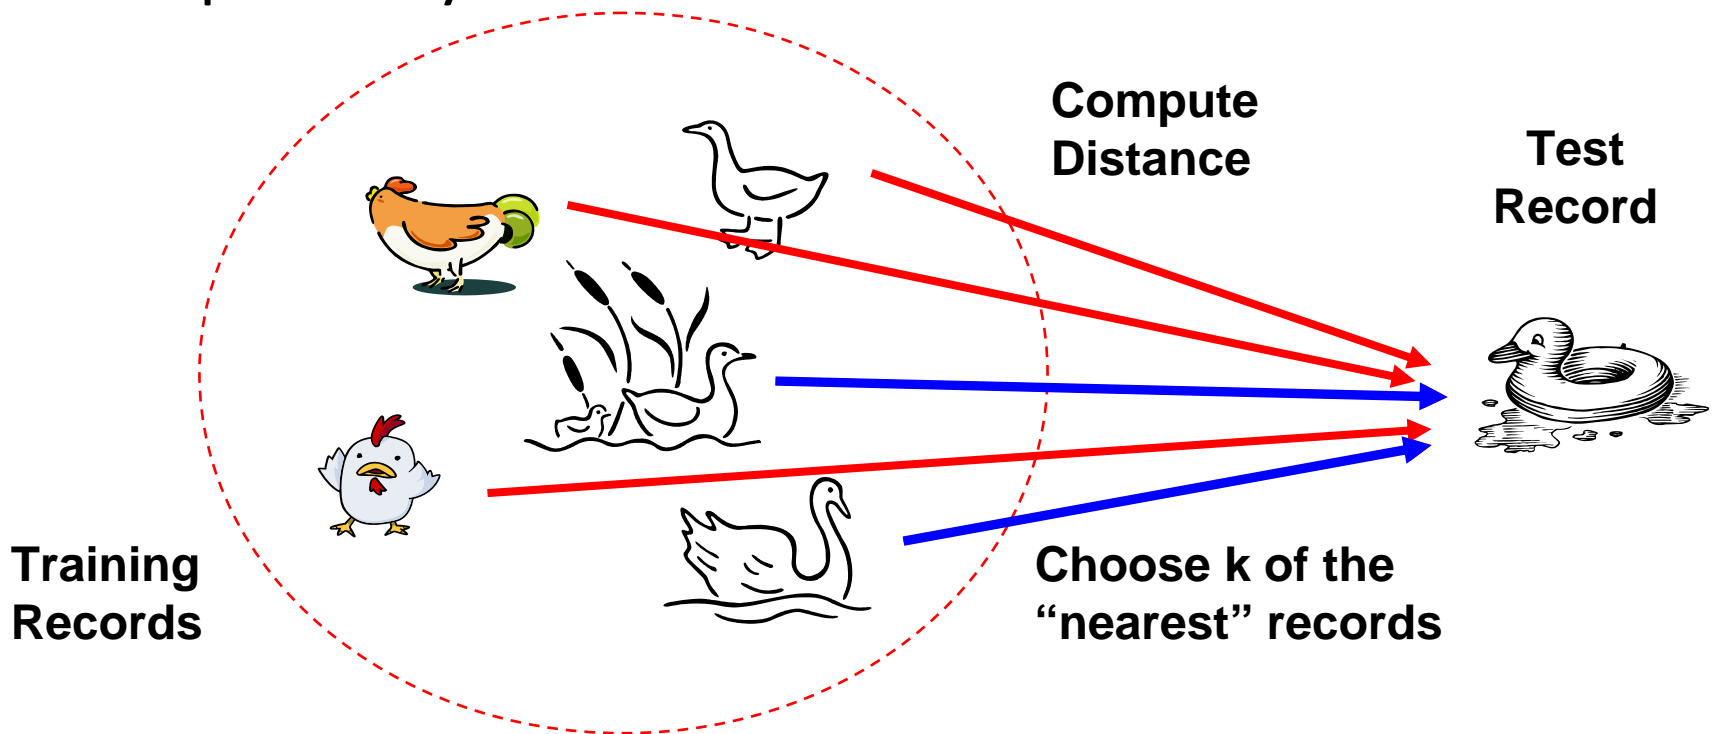 Compute
Distance
Test
Record
Training
Records
Choose k of the
“nearest” records